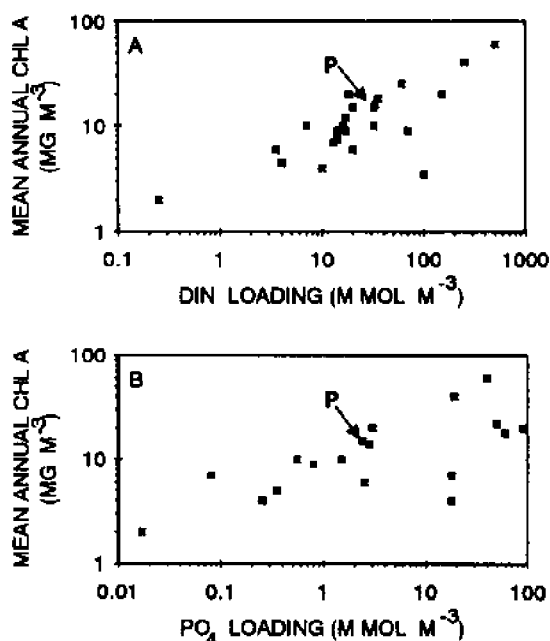 A
P
MEAN ANNUAL CHL A
(MG M-3)
100
10
1
0.1 1 10 100 1000
DIN LOADING (M MOL M-3)
B
P
MEAN ANNUAL CHL A
(MG M-3)
100
10
1
0.01 0.1 1 10 100
PO4 LOADING (M MOL M-3)